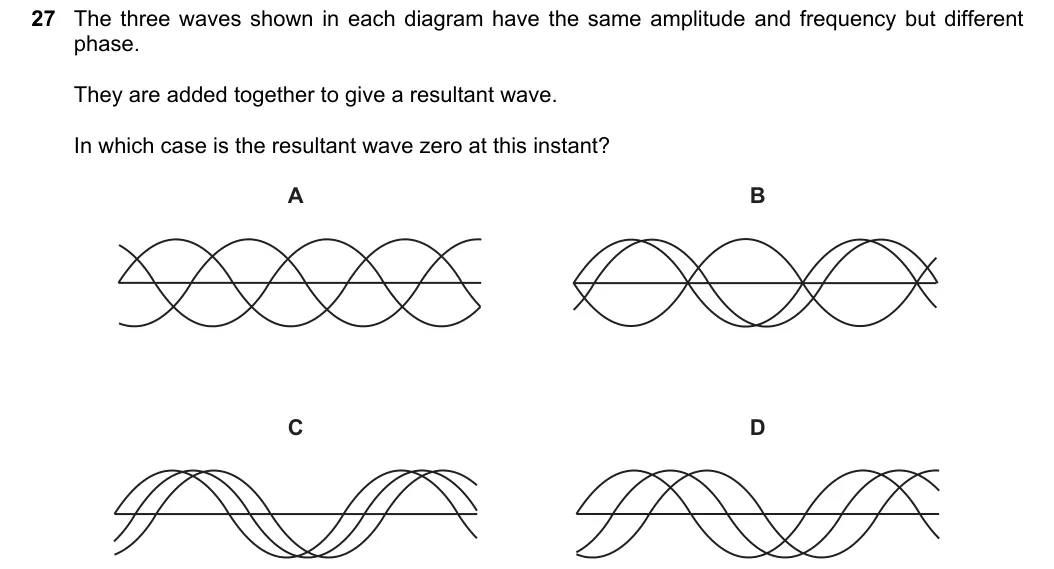 27 The three waves shown in each diagram have the same amplitude and frequency but different
phase.
They are added together to give a resultant wave.
In which case is the resultant wave zero at this instant?
A
B
C
D